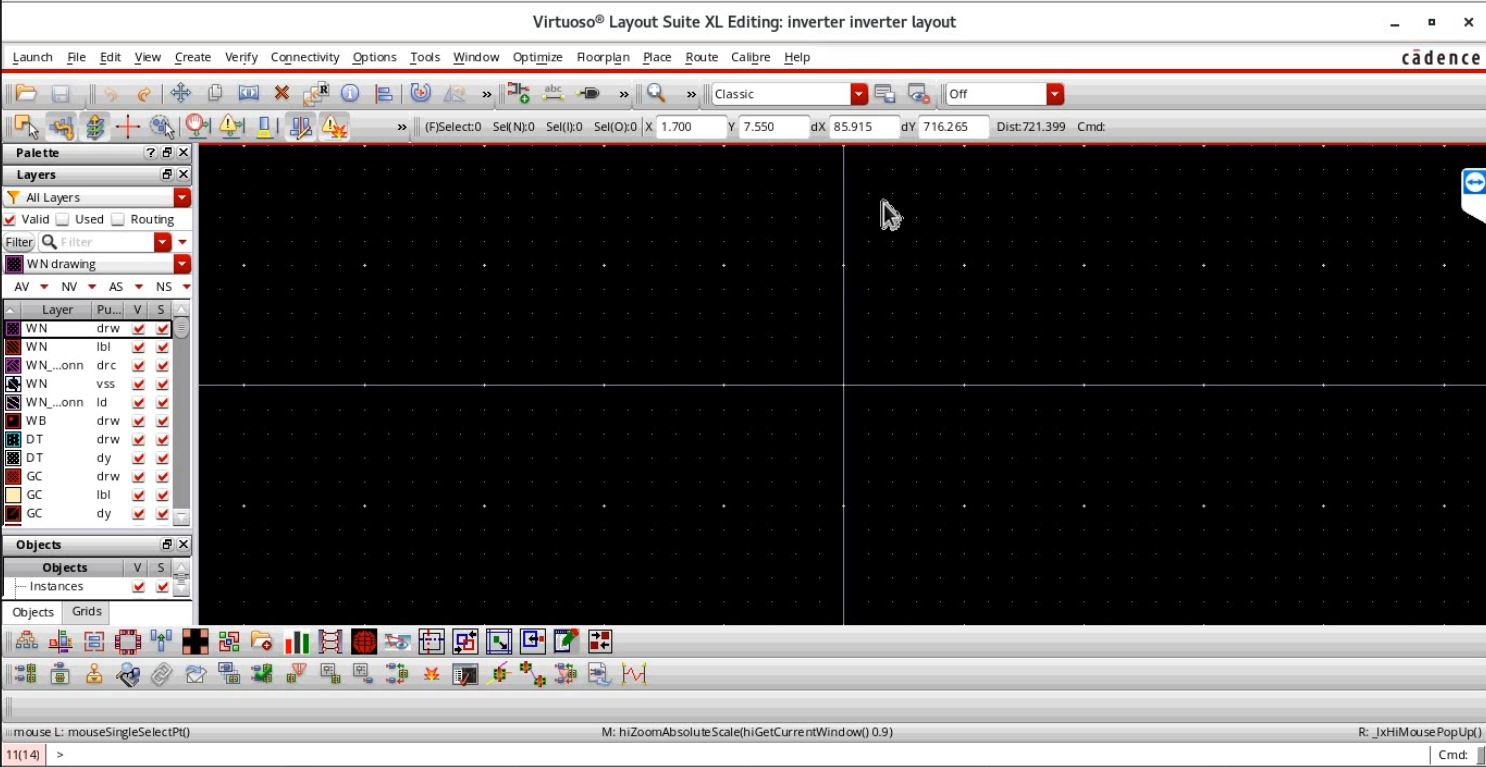 Virtuoso® Layout Suite XL Editing: inverter inverter layout
Launch File Edit View Create Verify Connectivity Options Tools Window Optimize Floorplan Place Route Calibre Help cādence
R abc » » » Classic Off
» (F)Select:0 Sel(N):0 Sel(I):0 Sel(O):0 X 1.700 Y 7.550 dX 85.915 dY 716.265 Dist:721.399 Cmd:
Palette ?
Layers
All Layers
Valid Used Routing
Filter Filter
WN drawing
AV NV AS NS
Layer Pu... V S
WN drw
WN lbl
WN_...onn drc
WN vss
WN_...onn ld
WB drw
DT drw
DT dy
GC drw
GC lbl
GC dy
Objects
Objects V S
Instances
Objects Grids
mouse L: mouseSingleSelectPt() M: hiZoomAbsoluteScale(hiGetCurrentWindow() 0.9) R: _lxHiMousePopUp()
11(14) > Cmd: